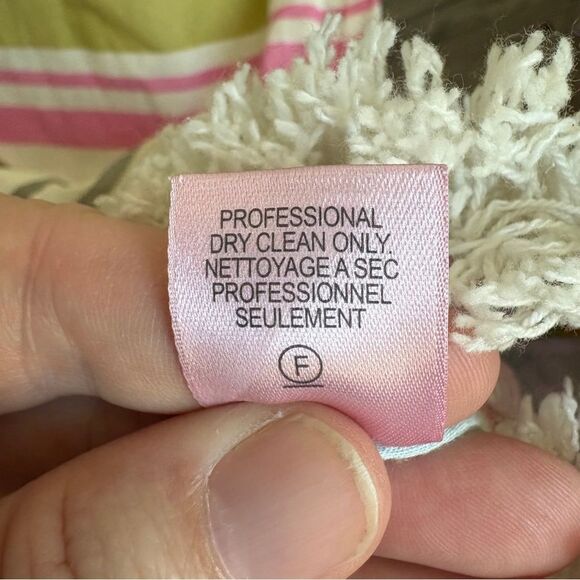 PROFESSIONAL
DRY CLEAN ONLY
NETTOYAGE A SEC
PROFESSIONNEL
SEULEMENT
F